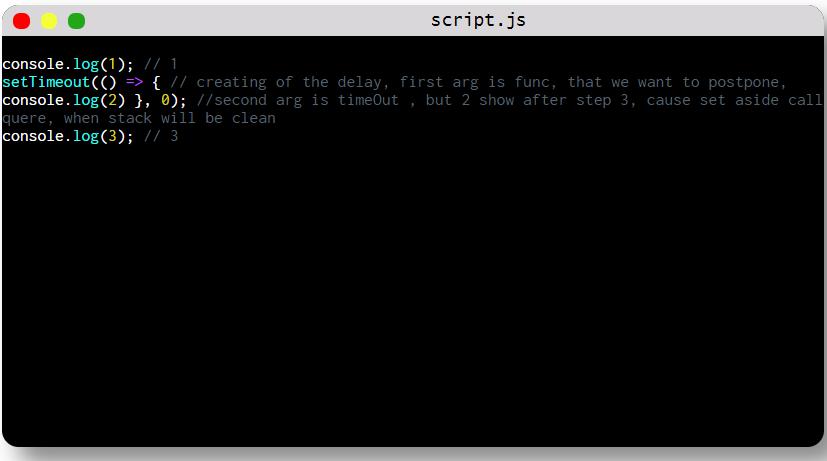 script.js
console.log(1); // 1
setTimeout(() => { // creating of the delay, first arg is func, that we want to postpone,
console.log(2) }, 0); //second arg is timeOut , but 2 show after step 3, cause set aside call
quere, when stack will be clean
console.log(3); // 3